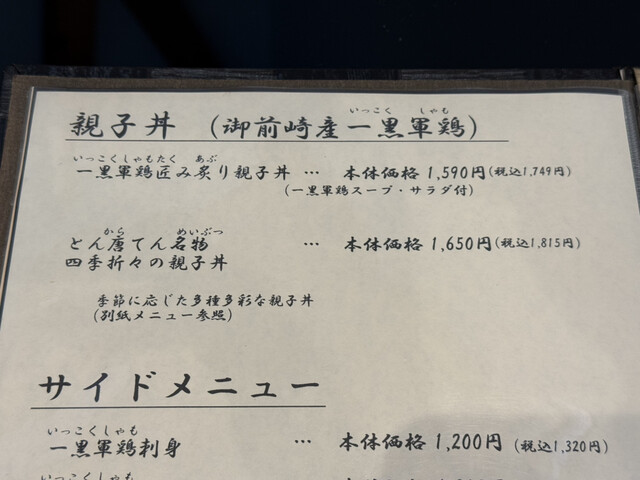 いっこく しゃも
親子丼 (御前崎産一黒軍鶏)
いっこくしゃもたく あぶ
一黒軍鶏匠み炙り親子丼 … 本体価格 1,590円(税込1,749円)
(一黒軍鶏スープ・サラダ付)
から めいぶつ
とん唐てん名物 … 本体価格 1,650円(税込1,815円)
四季折々の親子丼
季節に応じた多種多彩な親子丼
(別紙メニュー参照)
サイドメニュー
いっこくしゃも
一黒軍鶏刺身 … 本体価格 1,200円 (税込1,320円)
いっこくしゃも